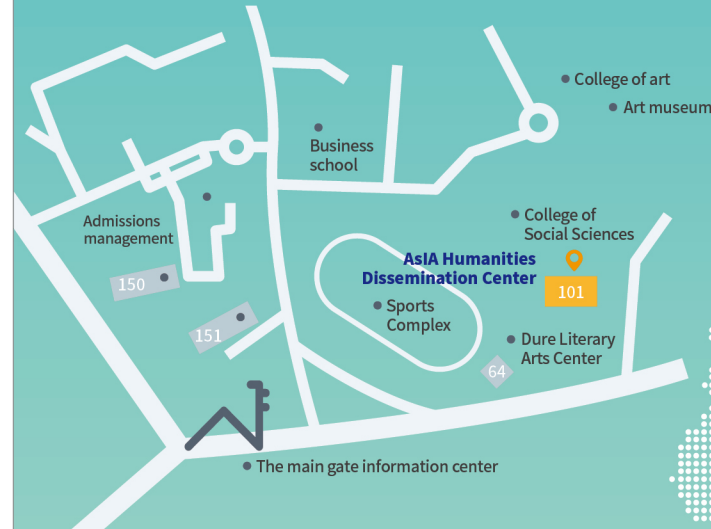 College of art
Art museum
Business
school
Admissions
management
College of
Social Sciences
AsIA Humanities
Dissemination Center
101
150
151
Sports
Complex
Dure Literary
Arts Center
64
The main gate information center